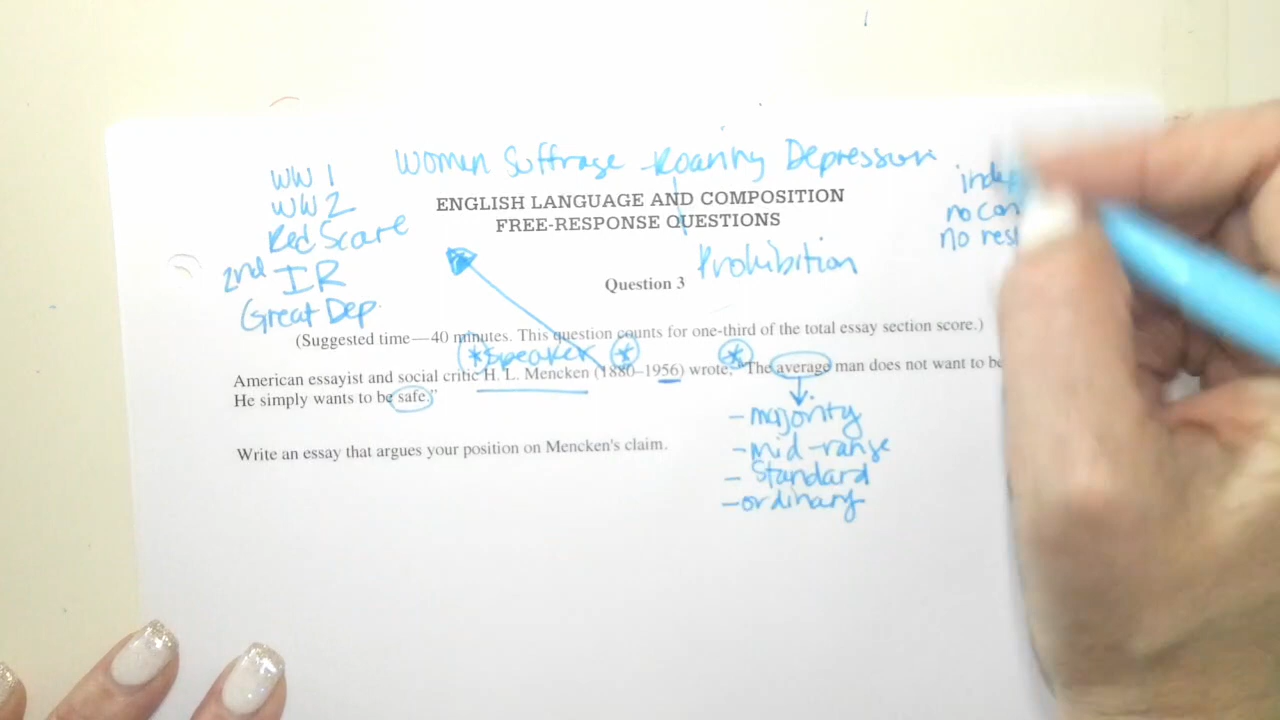 WW 1
WW2
Red Scare
2nd IR
Great Dep.
Women Suffrage Roaring Depression
Prohibition
no
no
ENGLISH LANGUAGE AND COMPOSITION
FREE-RESPONSE QUESTIONS
Question 3
(Suggested time—40 minutes. This question counts for one-third of the total essay section score.)
*Speaker * *
American essayist and social critic H. L. Mencken (1880–1956) wrote, "The average man does not want to be
He simply wants to be safe."
- majority
- mid-range
- Standard
- ordinary
Write an essay that argues your position on Mencken's claim.